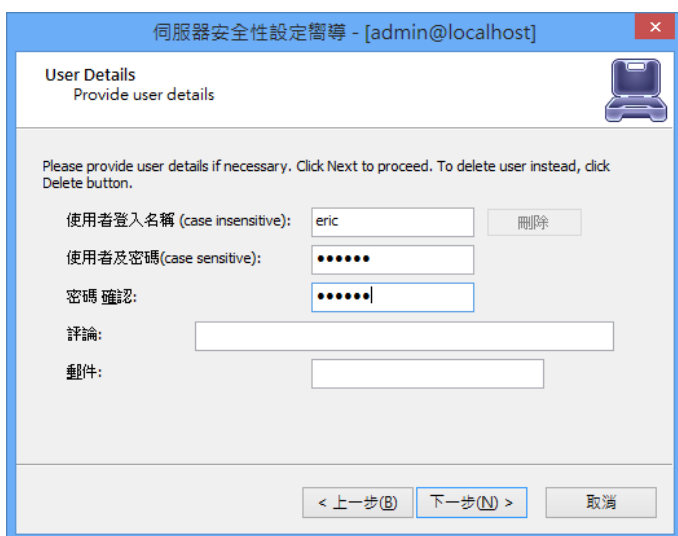 伺服器安全性設定嚮導 - [admin@localhost]
User Details
Provide user details
Please provide user details if necessary. Click Next to proceed. To delete user instead, click
Delete button.
使用者登入名稱 (case insensitive): eric 刪除
使用者及密碼(case sensitive): ●●●●●●
密碼 確認: ●●●●●●
評論:
郵件:
< 上一步(B) 下一步(N) > 取消